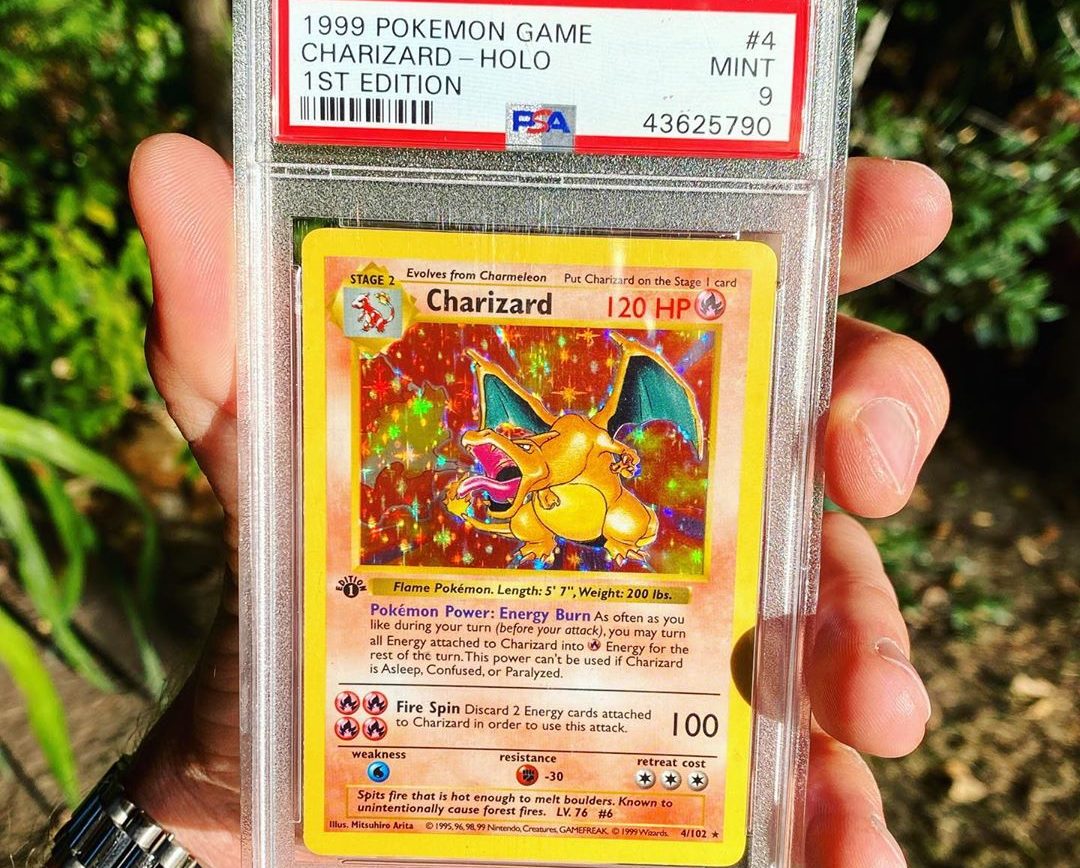 1999 POKEMON GAME #4
CHARIZARD – HOLO MINT
1ST EDITION 9
PSA 43625790
STAGE 2 Evolves from Charmeleon Put Charizard on the Stage 1 card
Charizard 120 HP
EDITION 1
Flame Pokémon. Length: 5' 7", Weight: 200 lbs.
Pokémon Power: Energy Burn As often as you
like during your turn (before your attack), you may turn
all Energy attached to Charizard into Energy for the
rest of the turn. This power can't be used if Charizard
is Asleep, Confused, or Paralyzed.
Fire Spin Discard 2 Energy cards attached
to Charizard in order to use this attack. 100
weakness resistance retreat cost
-30
Spits fire that is hot enough to melt boulders. Known to
unintentionally cause forest fires. LV. 76 #6
Illus. Mitsuhiro Arita © 1995, 96, 98, 99 Nintendo, Creatures, GAMEFREAK. © 1999 Wizards. 4/102 ★